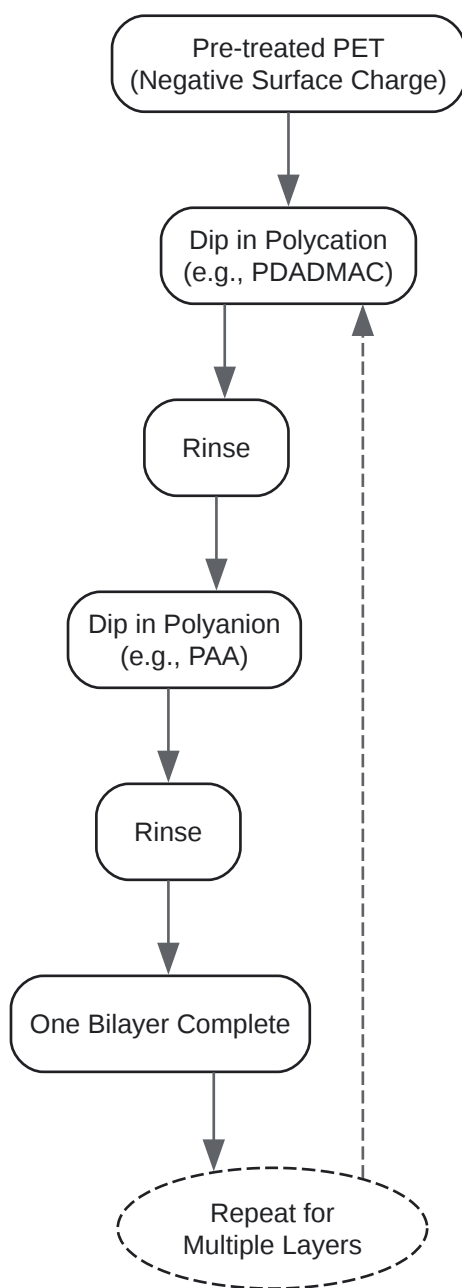 Pre-treated PET
(Negative Surface Charge)
Dip in Polycation
(e.g., PDADMAC)
Rinse
Dip in Polyanion
(e.g., PAA)
Rinse
One Bilayer Complete
Repeat for
Multiple Layers